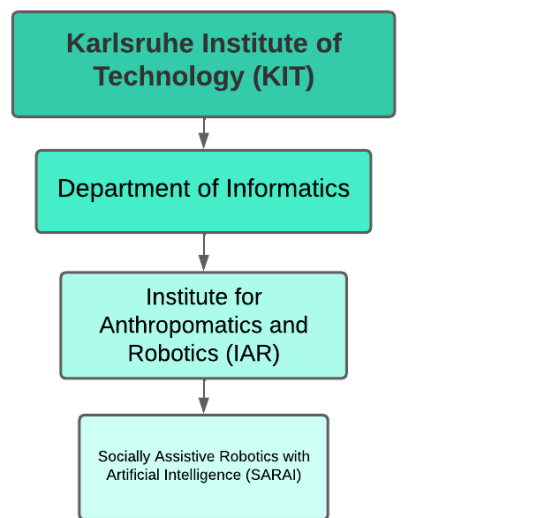 Karlsruhe Institute of
Technology (KIT)
Department of Informatics
Institute for
Anthropomatics and
Robotics (IAR)
Socially Assistive Robotics with
Artificial Intelligence (SARAI)